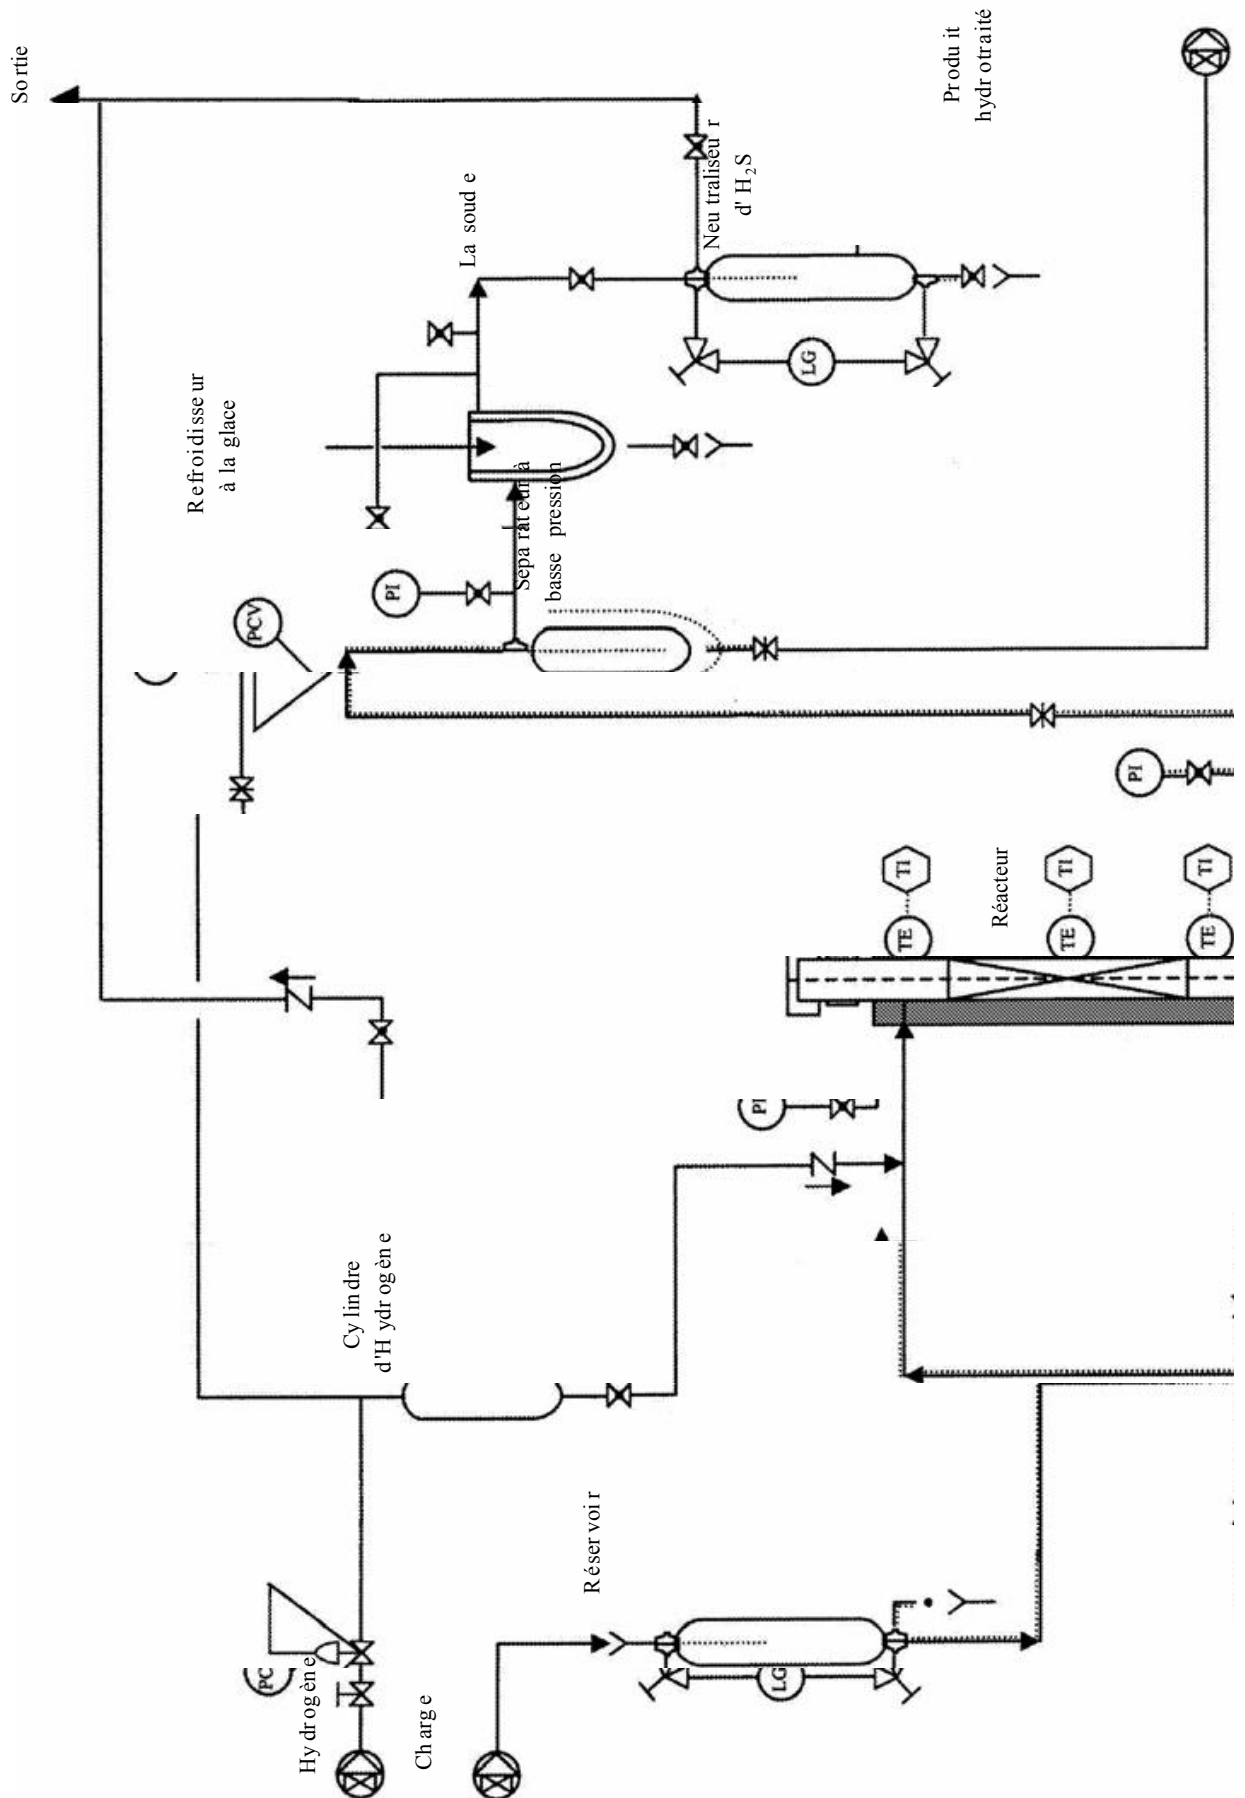 Sortie
Produit
hydrotraité
Neutraliseur
d'H₂S
La soude
Refroidisseur
à la glace
Séparateur à
basse pression
LG
PI
PCV
PI
TI
TI
TI
TE
TE
TE
Réacteur
PI
Cylindre
d'Hydrogène
Réservoir
PC
LG
Hydrogène
Charge